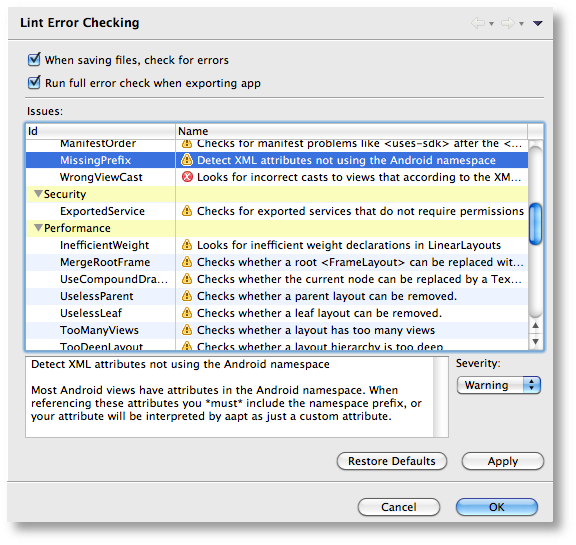 Lint Error Checking
When saving files, check for errors
Run full error check when exporting app
Issues:
Id Name
ManifestOrder Checks for manifest problems like <uses-sdk> after the <...
MissingPrefix Detect XML attributes not using the Android namespace
WrongViewCast Looks for incorrect casts to views that according to the XM...
Security
ExportedService Checks for exported services that do not require permissions
Performance
InefficientWeight Looks for inefficient weight declarations in LinearLayouts
MergeRootFrame Checks whether a root <FrameLayout> can be replaced wit...
UseCompoundDra... Checks whether the current node can be replaced by a Tex...
UselessParent Checks whether a parent layout can be removed.
UselessLeaf Checks whether a leaf layout can be removed.
TooManyViews Checks whether a layout has too many views
TooDeepLayout Checks whether a layout hierarchy is too deep
Detect XML attributes not using the Android namespace
Severity:
Most Android views have attributes in the Android namespace. When
Warning
referencing these attributes you *must* include the namespace prefix, or
your attribute will be interpreted by aapt as just a custom attribute.
Restore Defaults Apply
Cancel OK